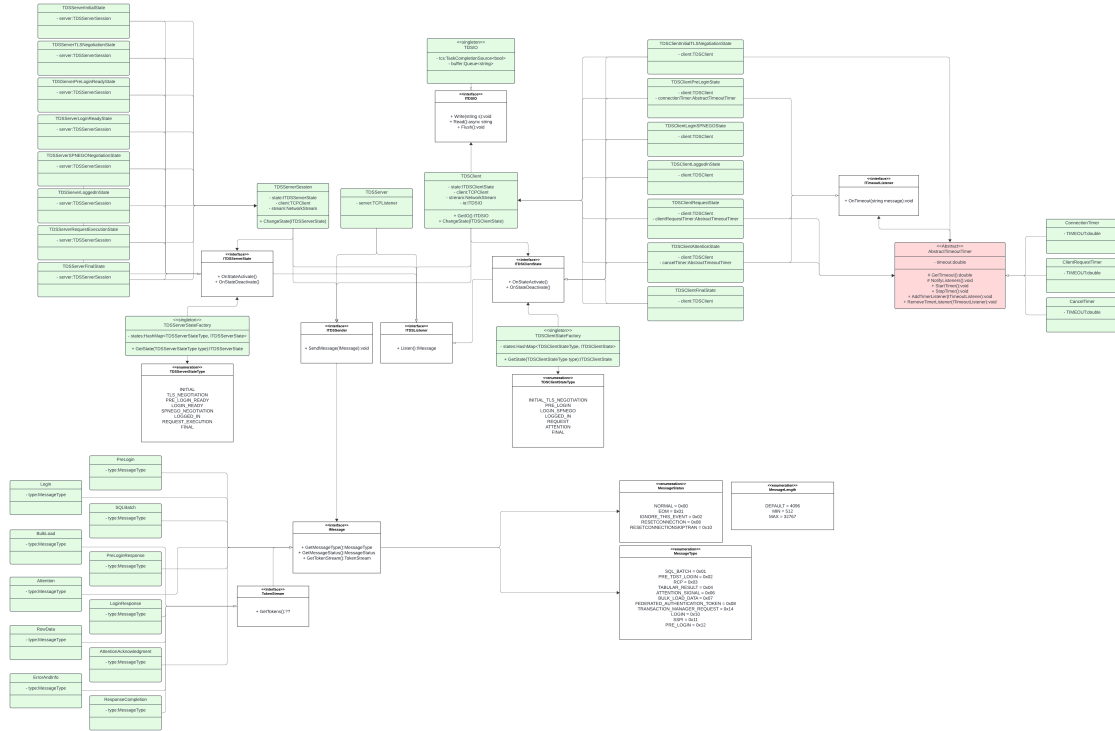 TDSServerInitialState
- server:TDSServerSession
TDSServerTLSNegotiationState
- server:TDSServerSession
TDSServerPreLoginReadyState
- server:TDSServerSession
TDSServerLoginReadyState
- server:TDSServerSession
TDSServerSPNEGONegotiationState
- server:TDSServerSession
TDSServerLoggedInState
- server:TDSServerSession
TDSServerRequestExecutionState
- server:TDSServerSession
TDSServerFinalState
- server:TDSServerSession
<<singleton>>
TDSIO
- tcs:TaskCompletionSource<bool>
- buffer:Queue<string>
<<interface>>
ITDSIO
+ Write(string s):void
+ Read():async string
+ Flush():void
TDSServerSession
- state:ITDSServerState
- client:TCPClient
- stream:NetworkStream
+ ChangeState(ITDSServerState)
TDSServer
- server:TCPListener
TDSClient
- state:ITDSClientState
- client:TCPClient
- stream:NetworkStream
- io:ITDSIO
+ GetIO():ITDSIO
+ ChangeState(ITDSClientState)
<<interface>>
ITDSServerState
+ OnStateActivate()
+ OnStateDeactivate()
<<interface>>
ITDSClientState
+ OnStateActivate()
+ OnStateDeactivate()
<<singleton>>
TDSServerStateFactory
- states:HashMap<TDSServerStateType, ITDSServerState>
+ GetState(TDSServerStateType type):ITDSServerState
<<enumeration>>
TDSServerStateType
INITIAL
TLS_NEGOTIATION
PRE_LOGIN_READY
LOGIN_READY
SPNEGO_NEGOTIATION
LOGGED_IN
REQUEST_EXECUTION
FINAL
<<interface>>
ITDSSender
+ SendMessage(IMessage):void
<<interface>>
ITDSListener
+ Listen():IMessage
<<singleton>>
TDSClientStateFactory
- states:HashMap<TDSClientStateType, ITDSClientState>
+ GetState(TDSClientStateType type):ITDSClientState
<<enumeration>>
TDSClientStateType
INITIAL_TLS_NEGOTIATION
PRE_LOGIN
LOGIN_SPNEGO
LOGGED_IN
REQUEST
ATTENTION
FINAL
TDSClientInitialTLSNegotiationState
- client:TDSClient
TDSClientPreLoginState
- client:TDSClient
- connectionTimer:AbstractTimeoutTimer
TDSClientLoginSPNEGOState
- client:TDSClient
TDSClientLoggedInState
- client:TDSClient
TDSClientRequestState
- client:TDSClient
- clientRequestTimer:AbstractTimeoutTimer
TDSClientAttentionState
- client:TDSClient
- cancelTimer:AbstractTimeoutTimer
TDSClientFinalState
- client:TDSClient
<<interface>>
ITimeoutListener
+ OnTimeout(string message):void
<<Abstract>>
AbstractTimeoutTimer
- timeout:double
# GetTimeout():double
# NotifyListeners():void
+ StartTimer():void
+ StopTimer():void
+ AddTimerListener(ITimeoutListener):void
+ RemoveTimerListener(ITimeoutListener):void
ConnectionTimer
- TIMEOUT:double
ClientRequestTimer
- TIMEOUT:double
CancelTimer
- TIMEOUT:double
PreLogin
- type:MessageType
Login
- type:MessageType
SQLBatch
- type:MessageType
BulkLoad
- type:MessageType
PreLoginResponse
- type:MessageType
Attention
- type:MessageType
LoginResponse
- type:MessageType
RowData
- type:MessageType
AttentionAcknowledgment
- type:MessageType
ErrorAndInfo
- type:MessageType
ResponseCompletion
- type:MessageType
<<interface>>
IMessage
+ GetMessageType():MessageType
+ GetMessageStatus():MessageStatus
+ GetTokenStream():TokenStream
<<interface>>
TokenStream
+ GetTokens():??
<<enumeration>>
MessageStatus
NORMAL = 0x00
EOM = 0x01
IGNORE_THIS_EVENT = 0x02
RESETCONNECTION = 0x08
RESETCONNECTIONSKIPTRAN = 0x10
<<enumeration>>
MessageLength
DEFAULT = 4096
MIN = 512
MAX = 32767
<<enumeration>>
MessageType
SQL_BATCH = 0x01
PRE_TDS7_LOGIN = 0x02
RCP = 0x03
TABULAR_RESULT = 0x04
ATTENTION_SIGNAL = 0x06
BULK_LOAD_DATA = 0x07
FEDERATED_AUTHENTICATION_TOKEN = 0x08
TRANSACTION_MANAGER_REQUEST = 0x14
LOGIN = 0x10
SSPI = 0x11
PRE_LOGIN = 0x12